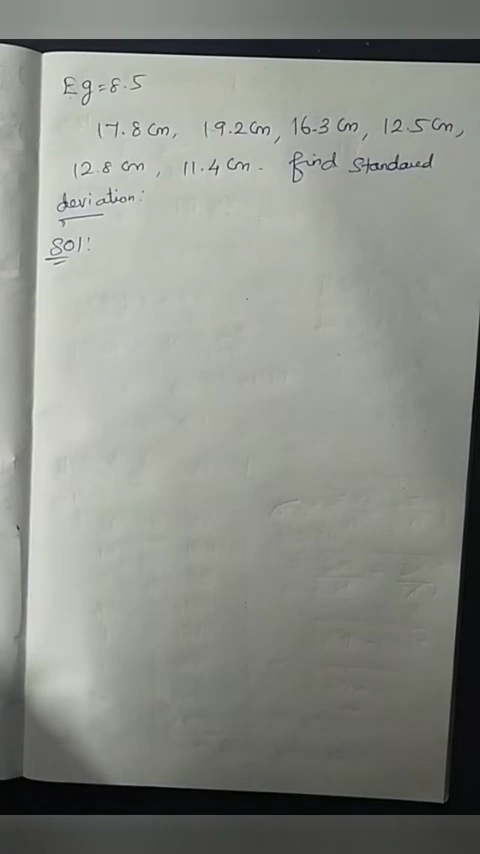 Eg=8.5
17.8 cm, 19.2 cm, 16.3 cm, 12.5 cm,
12.8 cm, 11.4 cm. find Standared
deviation:
Sol: